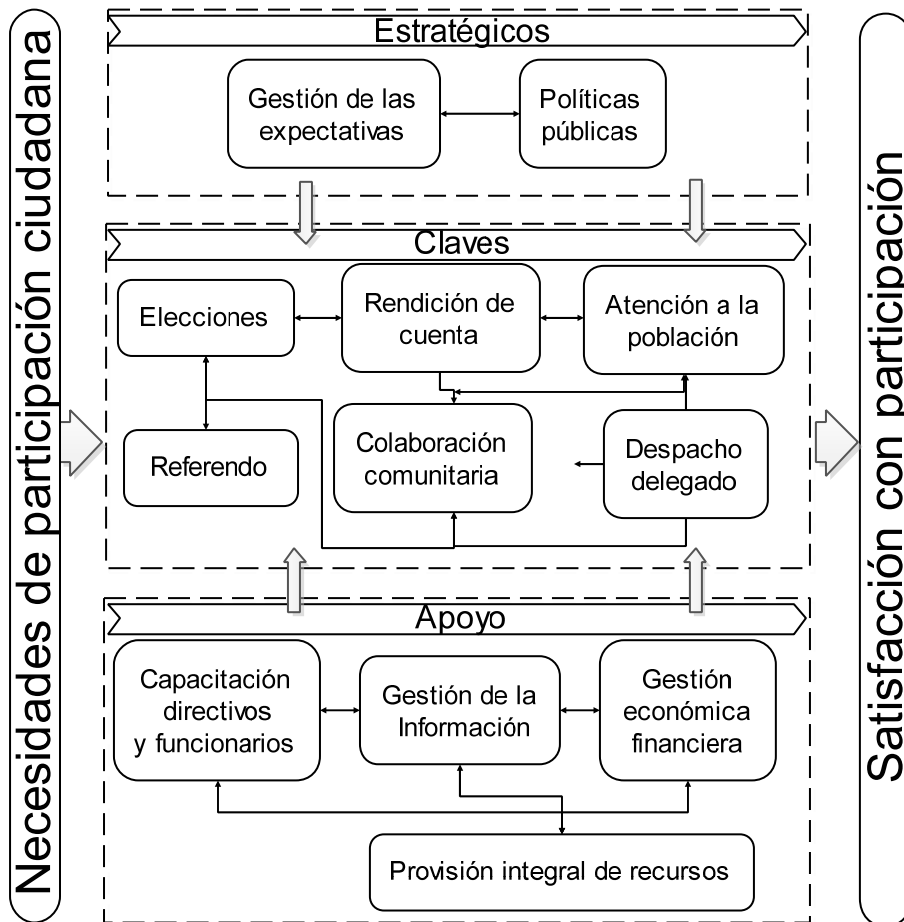 Necesidades de participación ciudadana
Estratégicos
Gestión de las
expectativas
Políticas
públicas
Claves
Elecciones
Rendición de
cuenta
Atención a la
población
Referendo
Colaboración
comunitaria
Despacho
delegado
Apoyo
Capacitación
directivos
y funcionarios
Gestión de la
Información
Gestión
económica
financiera
Provisión integral de recursos
Satisfacción con participación